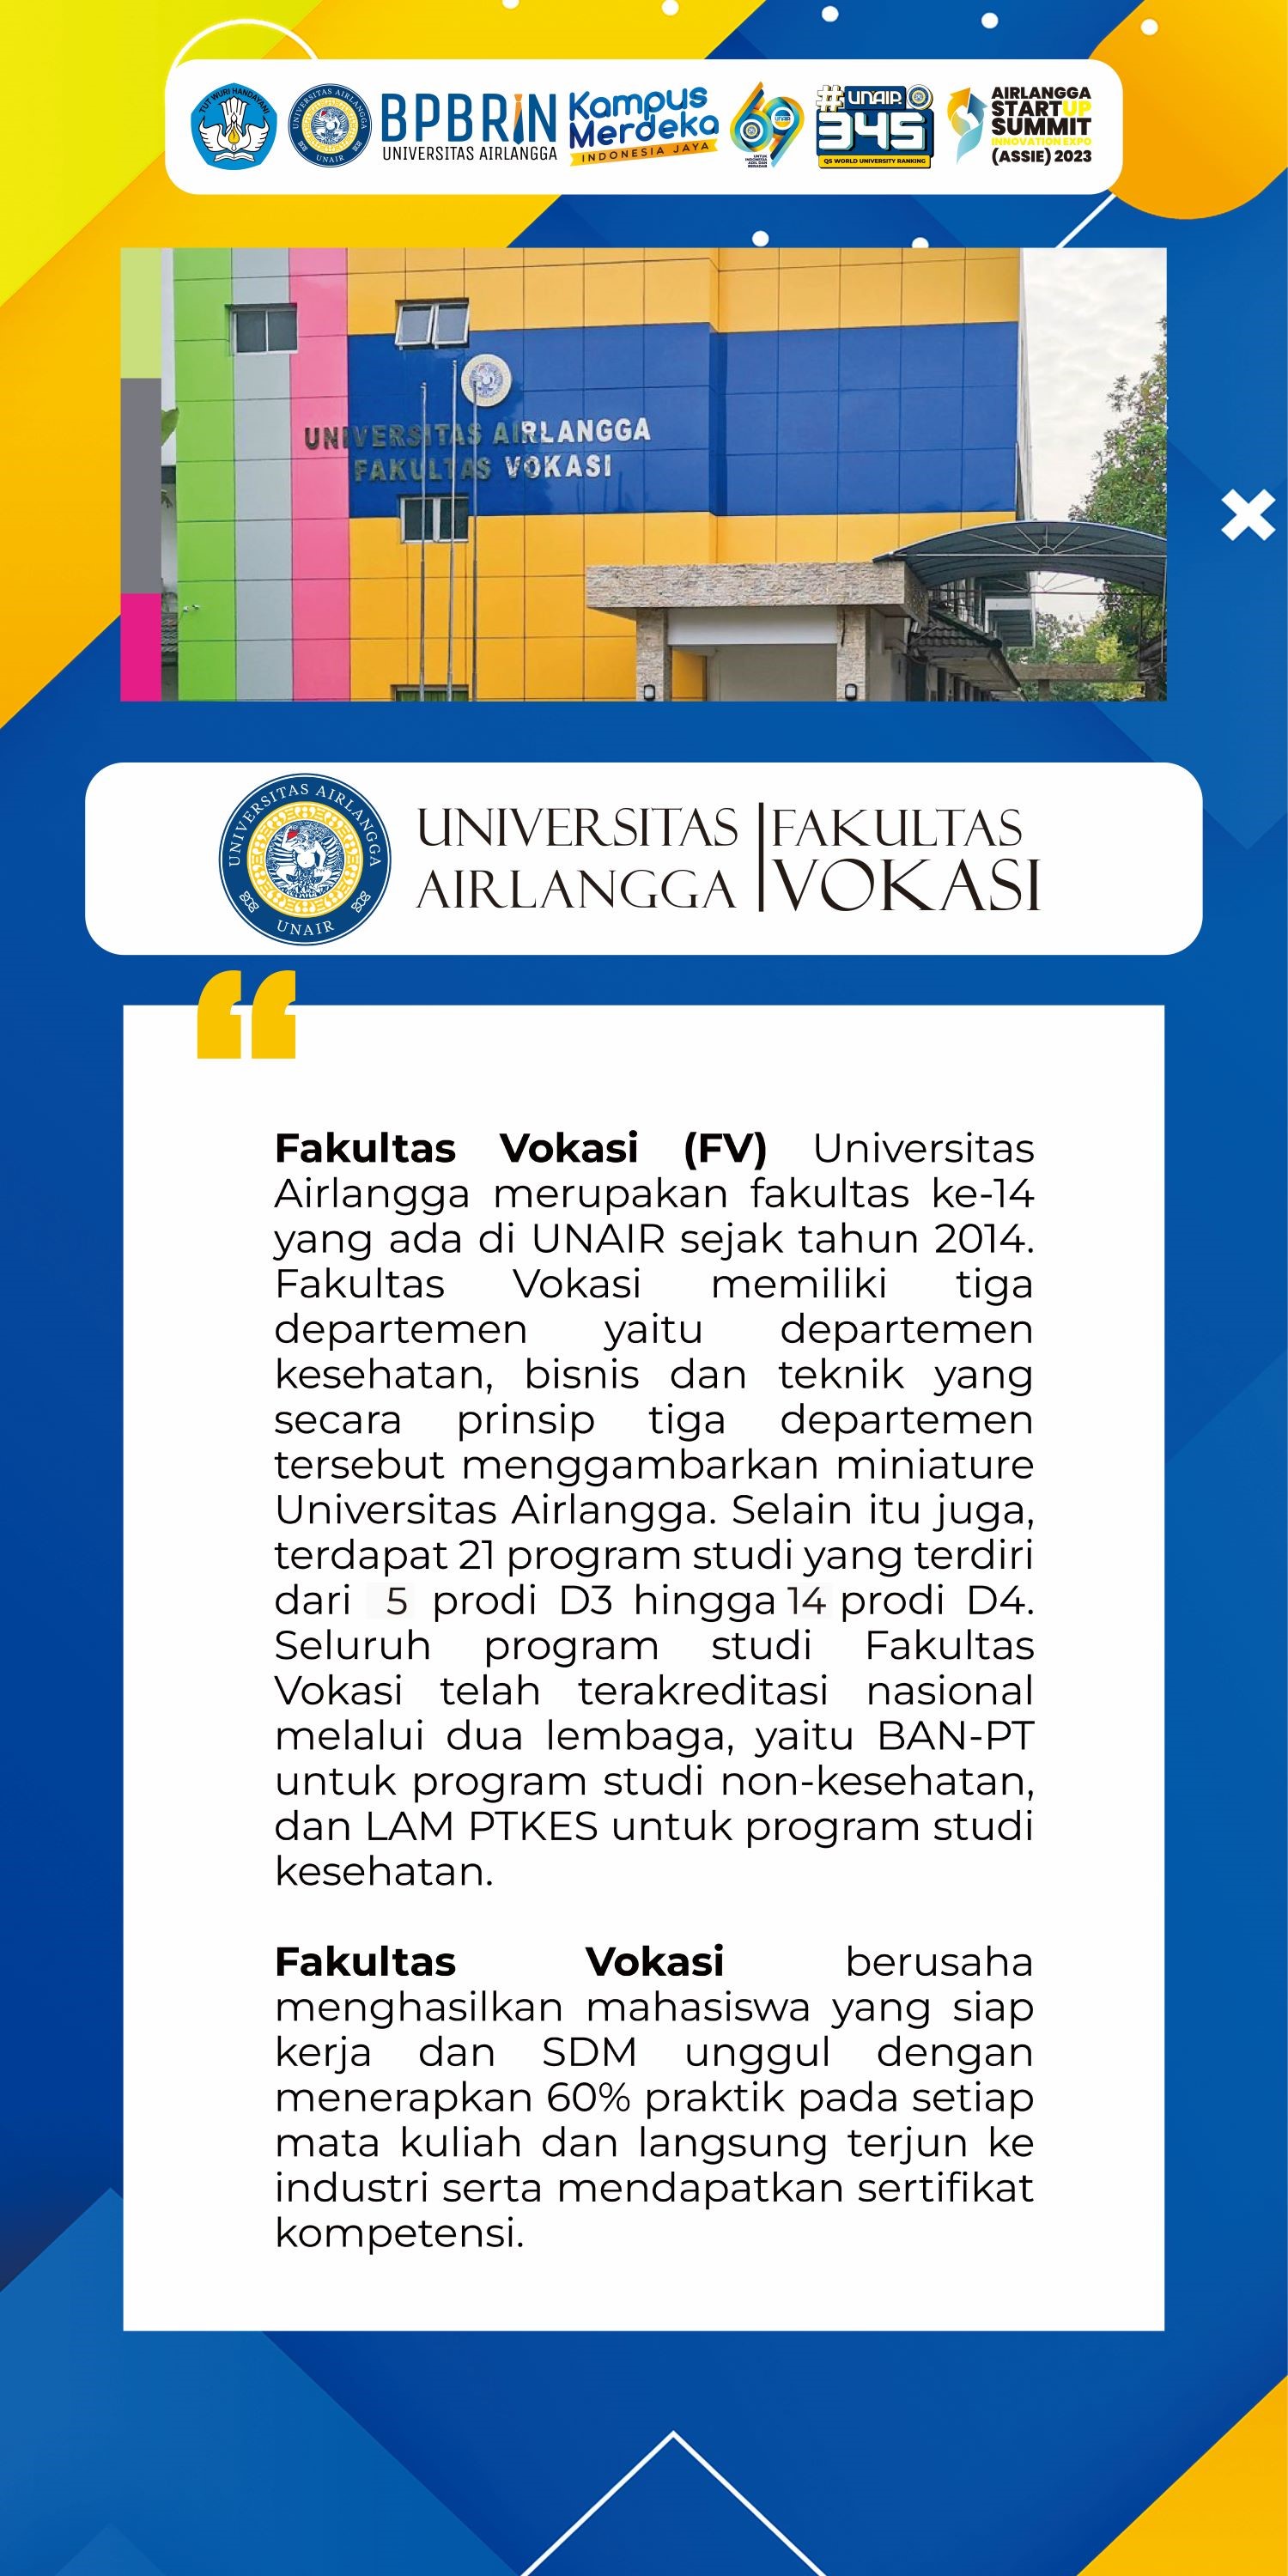 TUT WURI HANDAYANI
UNIVERSITAS AIRLANGGA
UNAIR
BPBRIN
UNIVERSITAS AIRLANGGA
Kampus
Merdeka
INDONESIA JAYA
69
#UNAIR
345
QS WORLD UNIVERSITY RANKING
AIRLANGGA
STARTUP
SUMMIT
INNOVATION EXPO
(ASSIE) 2023
UNIVERSITAS AIRLANGGA
FAKULTAS VOKASI
UNIVERSITAS AIRLANGGA
UNAIR
UNIVERSITAS
AIRLANGGA
FAKULTAS
VOKASI
“
Fakultas Vokasi (FV) Universitas
Airlangga merupakan fakultas ke-14
yang ada di UNAIR sejak tahun 2014.
Fakultas Vokasi memiliki tiga
departemen yaitu departemen
kesehatan, bisnis dan teknik yang
secara prinsip tiga departemen
tersebut menggambarkan miniature
Universitas Airlangga. Selain itu juga,
terdapat 21 program studi yang terdiri
dari 5 prodi D3 hingga 14 prodi D4.
Seluruh program studi Fakultas
Vokasi telah terakreditasi nasional
melalui dua lembaga, yaitu BAN-PT
untuk program studi non-kesehatan,
dan LAM PTKES untuk program studi
kesehatan.
Fakultas Vokasi berusaha
menghasilkan mahasiswa yang siap
kerja dan SDM unggul dengan
menerapkan 60% praktik pada setiap
mata kuliah dan langsung terjun ke
industri serta mendapatkan sertifikat
kompetensi.